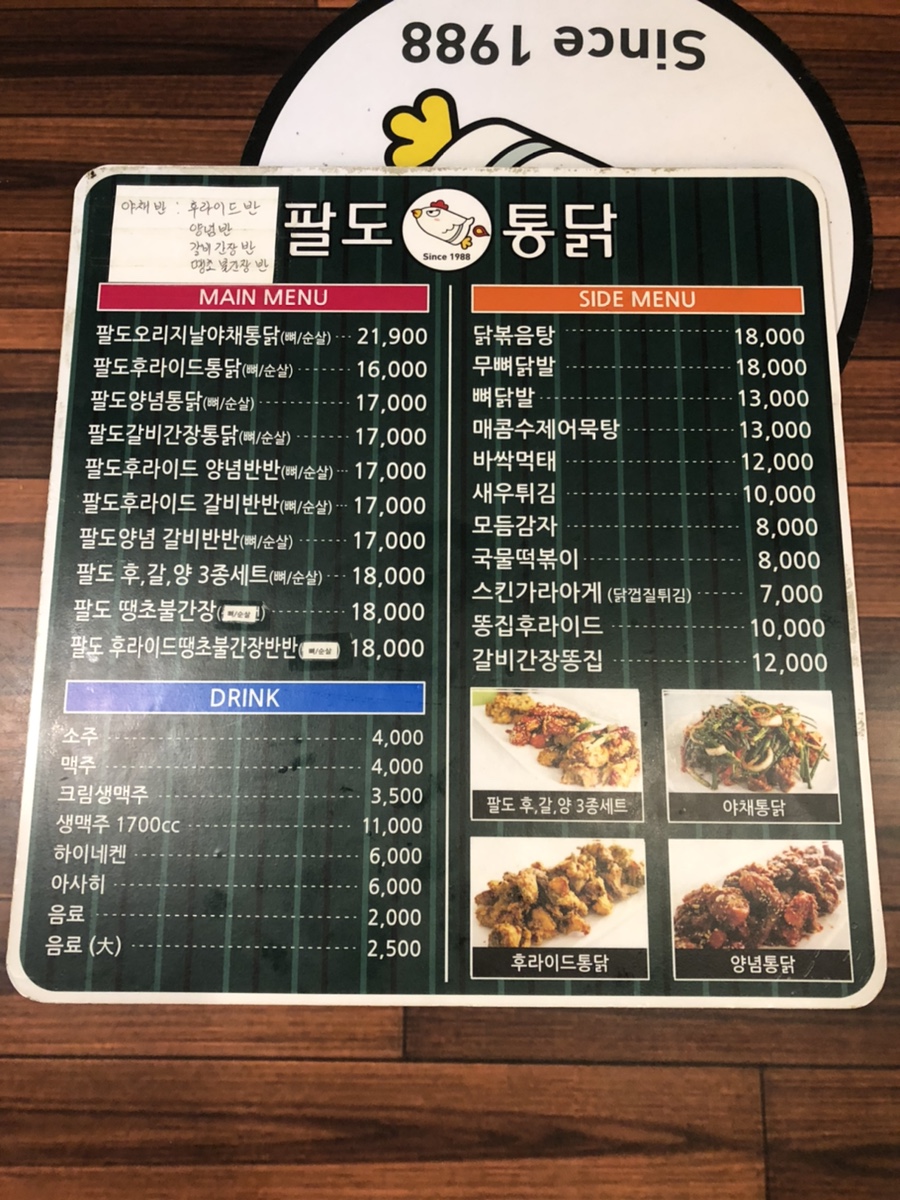 Since 1988
야채 반 : 후라이드 반
양념 반
갈비 간장 반
땡초 불간장 반
팔도 통닭
Since 1988
MAIN MENU
팔도오리지날야채통닭(뼈/순살) 21,900
팔도후라이드통닭(뼈/순살) 16,000
팔도양념통닭(뼈/순살) 17,000
팔도갈비간장통닭(뼈/순살) 17,000
팔도후라이드 양념반반(뼈/순살) 17,000
팔도후라이드 갈비반반(뼈/순살) 17,000
팔도양념 갈비반반(뼈/순살) 17,000
팔도 후,갈,양 3종세트(뼈/순살) 18,000
팔도 땡초불간장(뼈/순살) 18,000
팔도 후라이드땡초불간장반반(뼈/순살) 18,000
DRINK
소주 4,000
맥주 4,000
크림생맥주 3,500
생맥주 1700cc 11,000
하이네켄 6,000
아사히 6,000
음료 2,000
음료 (大) 2,500
SIDE MENU
닭볶음탕 18,000
무뼈닭발 18,000
뼈닭발 13,000
매콤수제어묵탕 13,000
바싹먹태 12,000
새우튀김 10,000
모듬감자 8,000
국물떡볶이 8,000
스킨가라아게 (닭껍질튀김) 7,000
똥집후라이드 10,000
갈비간장똥집 12,000
팔도 후,갈,양 3종세트
야채통닭
후라이드통닭
양념통닭